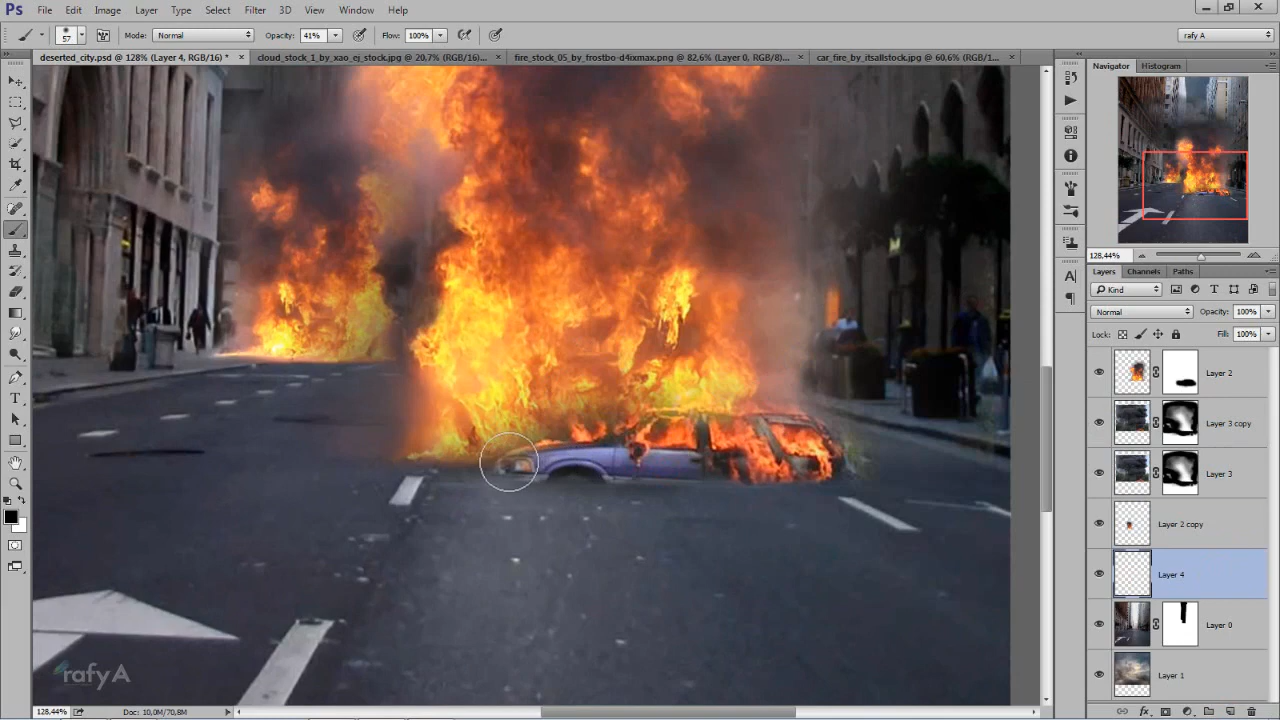 Ps File Edit Image Layer Type Select Filter 3D View Window Help
57 Mode: Normal Opacity: 41% Flow: 100% rafy A
deserted_city.psd @ 128% (Layer 4, RGB/16) * cloud_stock_1_by_xao_ej_stock.jpg @ 20,7% (RGB/16)... fire_stock_05_by_frostbo-d4ixmax.png @ 82,6% (Layer 0, RGB/8)... car_fire_by_itsallstock.jpg @ 60,6% (RGB/1...
Navigator Histogram
128,44%
Layers Channels Paths
Kind
Normal Opacity: 100%
Lock: Fill: 100%
Layer 2
Layer 3 copy
Layer 3
Layer 2 copy
Layer 4
Layer 0
Layer 1
rafy A
128,44% Doc: 10,0M/70,8M